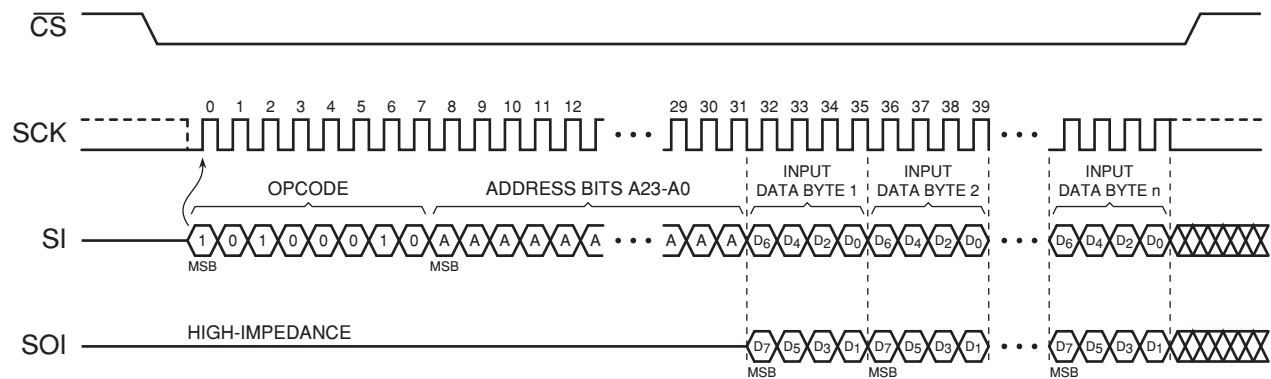 CS
0 1 2 3 4 5 6 7 8 9 10 11 12 29 30 31 32 33 34 35 36 37 38 39
SCK • • • • • •
OPCODE ADDRESS BITS A23-A0 INPUT DATA BYTE 1 INPUT DATA BYTE 2 INPUT DATA BYTE n
SI 1 0 1 0 0 0 1 0 A A A A A A • • • A A A D6 D4 D2 D0 D6 D4 D2 D0 • • • D6 D4 D2 D0
MSB MSB
HIGH-IMPEDANCE
SOI D7 D5 D3 D1 D7 D5 D3 D1 • • • D7 D5 D3 D1
MSB MSB MSB